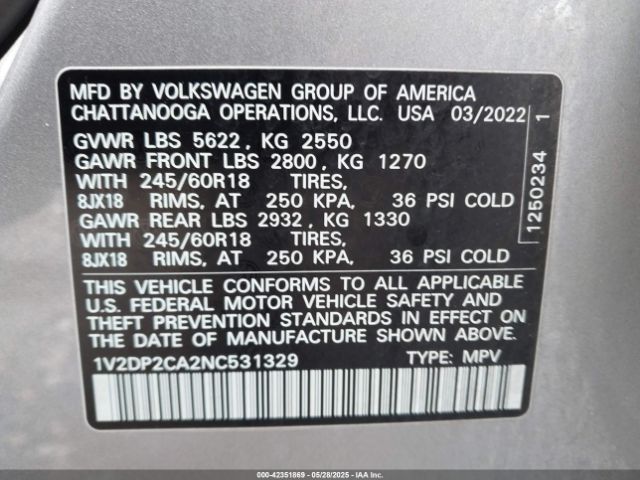 MFD BY VOLKSWAGEN GROUP OF AMERICA
CHATTANOOGA OPERATIONS, LLC. USA 03/2022
GVWR LBS 5622, KG 2550
GAWR FRONT LBS 2800, KG 1270
WITH 245/60R18 TIRES,
8JX18 RIMS, AT 250 KPA, 36 PSI COLD
GAWR REAR LBS 2932, KG 1330
WITH 245/60R18 TIRES,
8JX18 RIMS, AT 250 KPA, 36 PSI COLD
THIS VEHICLE CONFORMS TO ALL APPLICABLE
U.S. FEDERAL MOTOR VEHICLE SAFETY AND
THEFT PREVENTION STANDARDS IN EFFECT ON
THE DATE OF MANUFACTURE SHOWN ABOVE.
1V2DP2CA2NC531329 TYPE: MPV
1250234 1
000-42351869 05/28/2025 IAA Inc.